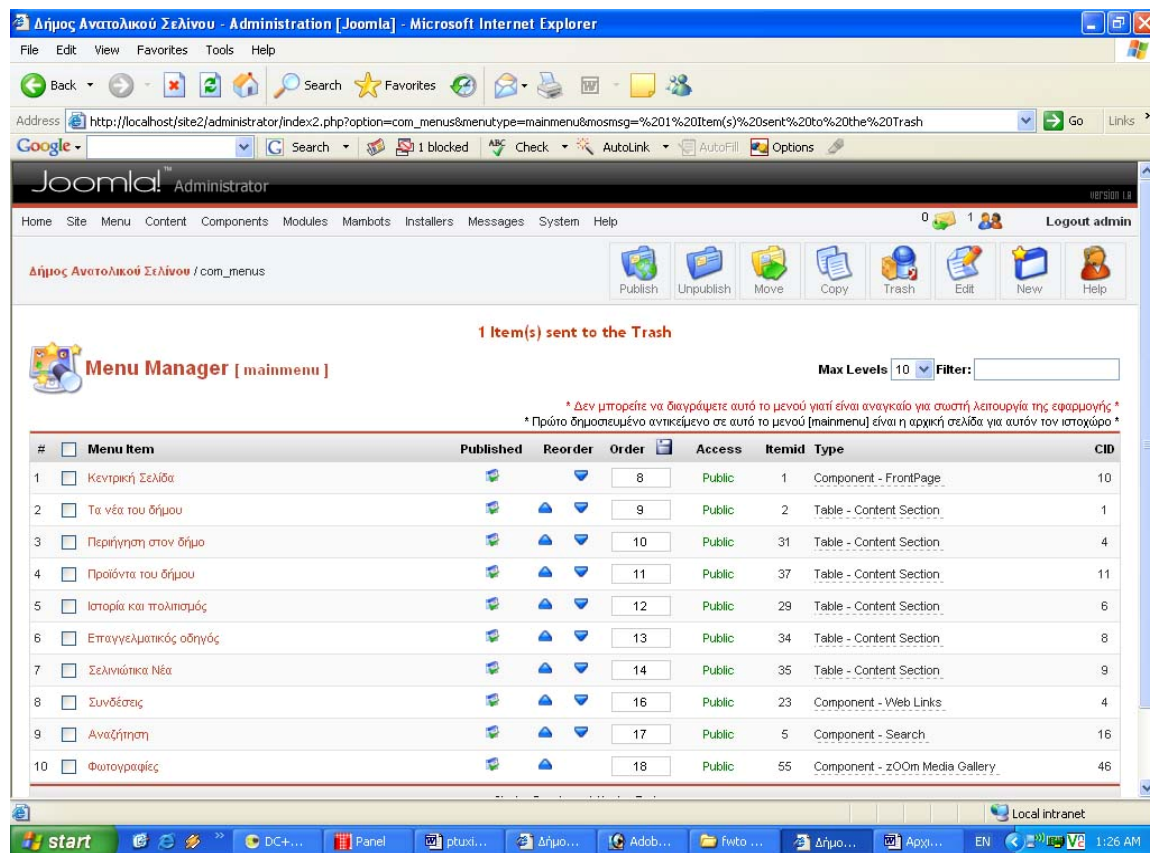 Δήμος Ανατολικού Σελίνου - Administration [Joomla] - Microsoft Internet Explorer
File Edit View Favorites Tools Help
Back Search Favorites
Address http://localhost/site2/administrator/index2.php?option=com_menus&menutype=mainmenu&mosmsg=%201%20Item(s)%20sent%20to%20the%20Trash Go Links
Google Search 1 blocked ABC Check AutoLink AutoFill Options
Joomla!™ Administrator
version 1.0
Home Site Menu Content Components Modules Mambots Installers Messages System Help 0 1 Logout admin
Δήμος Ανατολικού Σελίνου / com_menus
Publish Unpublish Move Copy Trash Edit New Help
1 Item(s) sent to the Trash
Menu Manager [ mainmenu ] Max Levels 10 Filter:
* Δεν μπορείτε να διαγράψετε αυτό το μενού γιατί είναι αναγκαίο για σωστή λειτουργία της εφαρμογής *
* Πρώτο δημοσιευμένο αντικείμενο σε αυτό το μενού [mainmenu] είναι η αρχική σελίδα για αυτόν τον ιστοχώρο *
# Menu Item Published Reorder Order Access Itemid Type CID
1 Κεντρική Σελίδα 8 Public 1 Component - FrontPage 10
2 Τα νέα του δήμου 9 Public 2 Table - Content Section 1
3 Περιήγηση στον δήμο 10 Public 31 Table - Content Section 4
4 Προϊόντα του δήμου 11 Public 37 Table - Content Section 11
5 Ιστορία και πολιτισμός 12 Public 29 Table - Content Section 6
6 Επαγγελματικός οδηγός 13 Public 34 Table - Content Section 8
7 Σελινιώτικα Νέα 14 Public 35 Table - Content Section 9
8 Συνδέσεις 16 Public 23 Component - Web Links 4
9 Αναζήτηση 17 Public 5 Component - Search 16
10 Φωτογραφίες 18 Public 55 Component - zOOm Media Gallery 46
Local intranet
start DC+... Panel ptuxi... Δήμο... Adob... fwto ... Δήμο... Αρχι... EN 1:26 AM